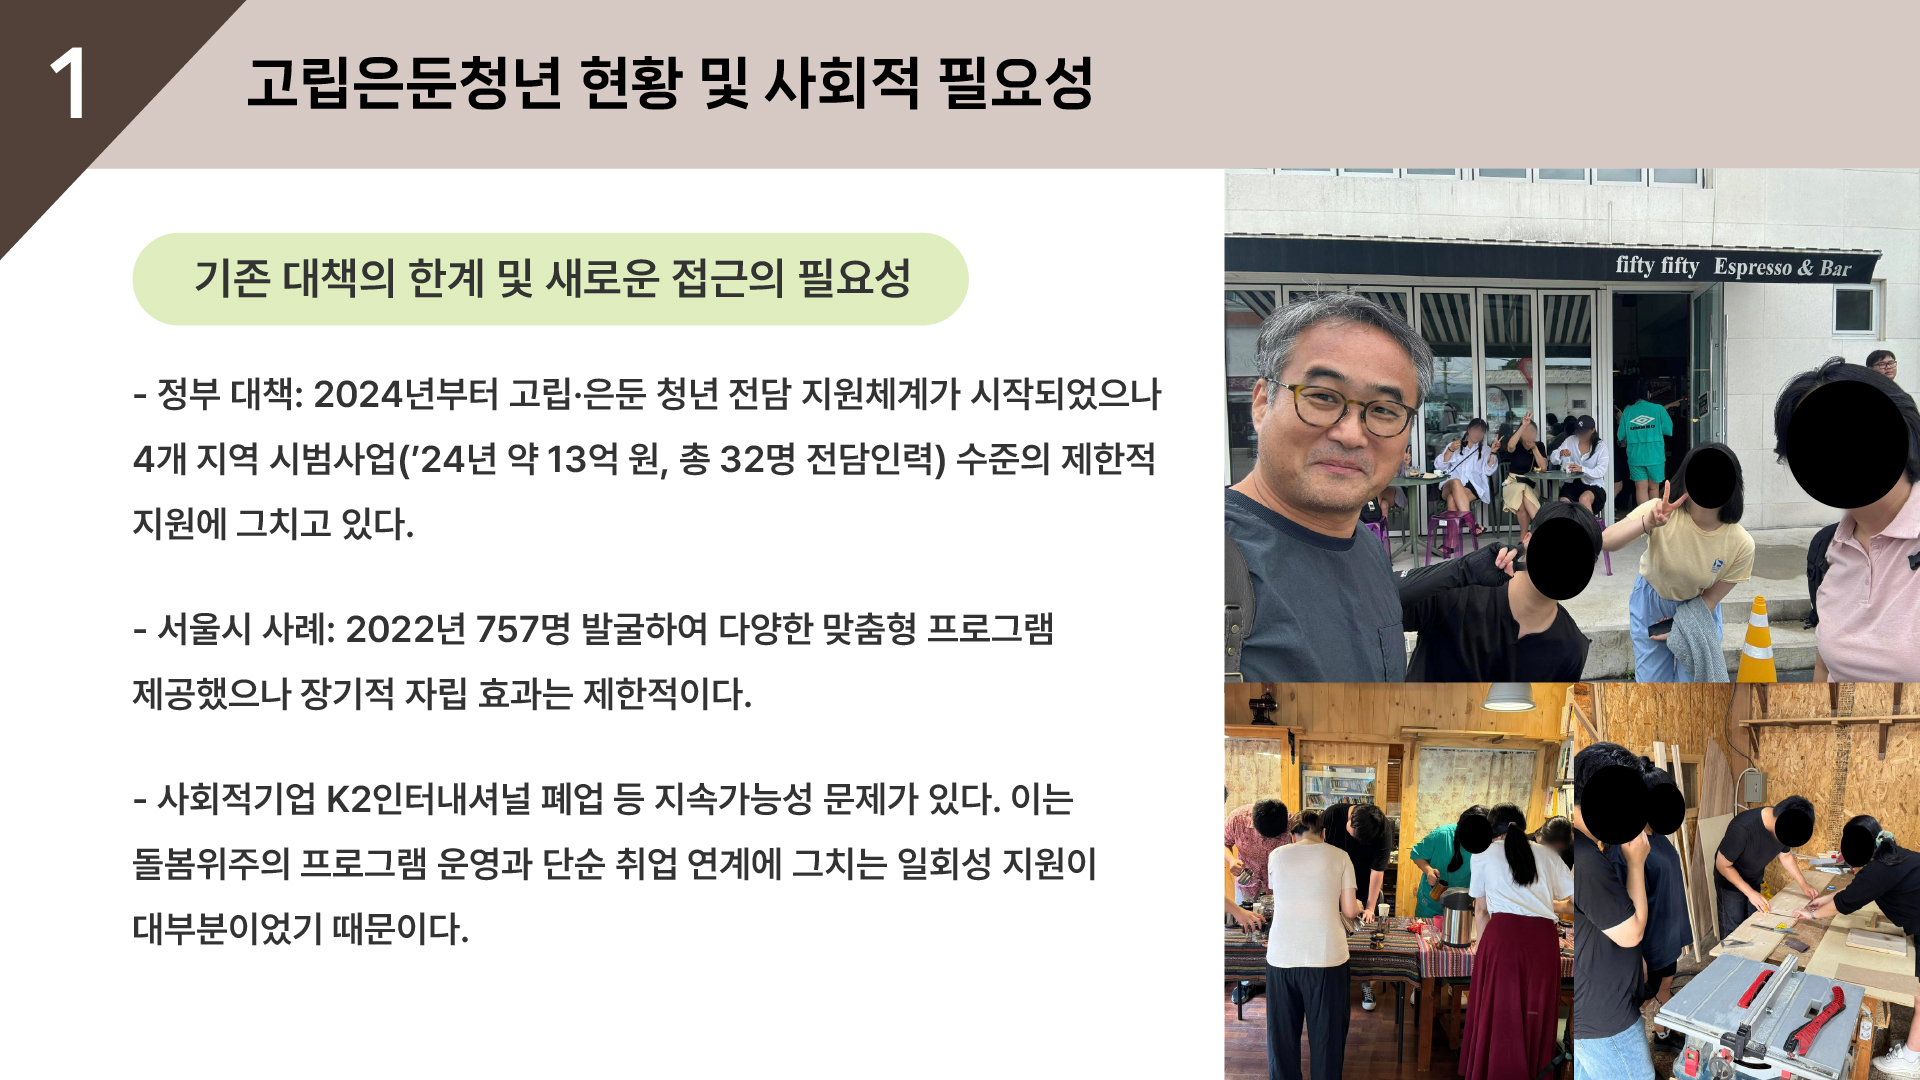 1
고립은둔청년 현황 및 사회적 필요성
기존 대책의 한계 및 새로운 접근의 필요성
- 정부 대책: 2024년부터 고립·은둔 청년 전담 지원체계가 시작되었으나
4개 지역 시범사업(’24년 약 13억 원, 총 32명 전담인력) 수준의 제한적
지원에 그치고 있다.
- 서울시 사례: 2022년 757명 발굴하여 다양한 맞춤형 프로그램
제공했으나 장기적 자립 효과는 제한적이다.
- 사회적기업 K2인터내셔널 폐업 등 지속가능성 문제가 있다. 이는
돌봄위주의 프로그램 운영과 단순 취업 연계에 그치는 일회성 지원이
대부분이었기 때문이다.
fifty fifty Espresso & Bar
UMBRO